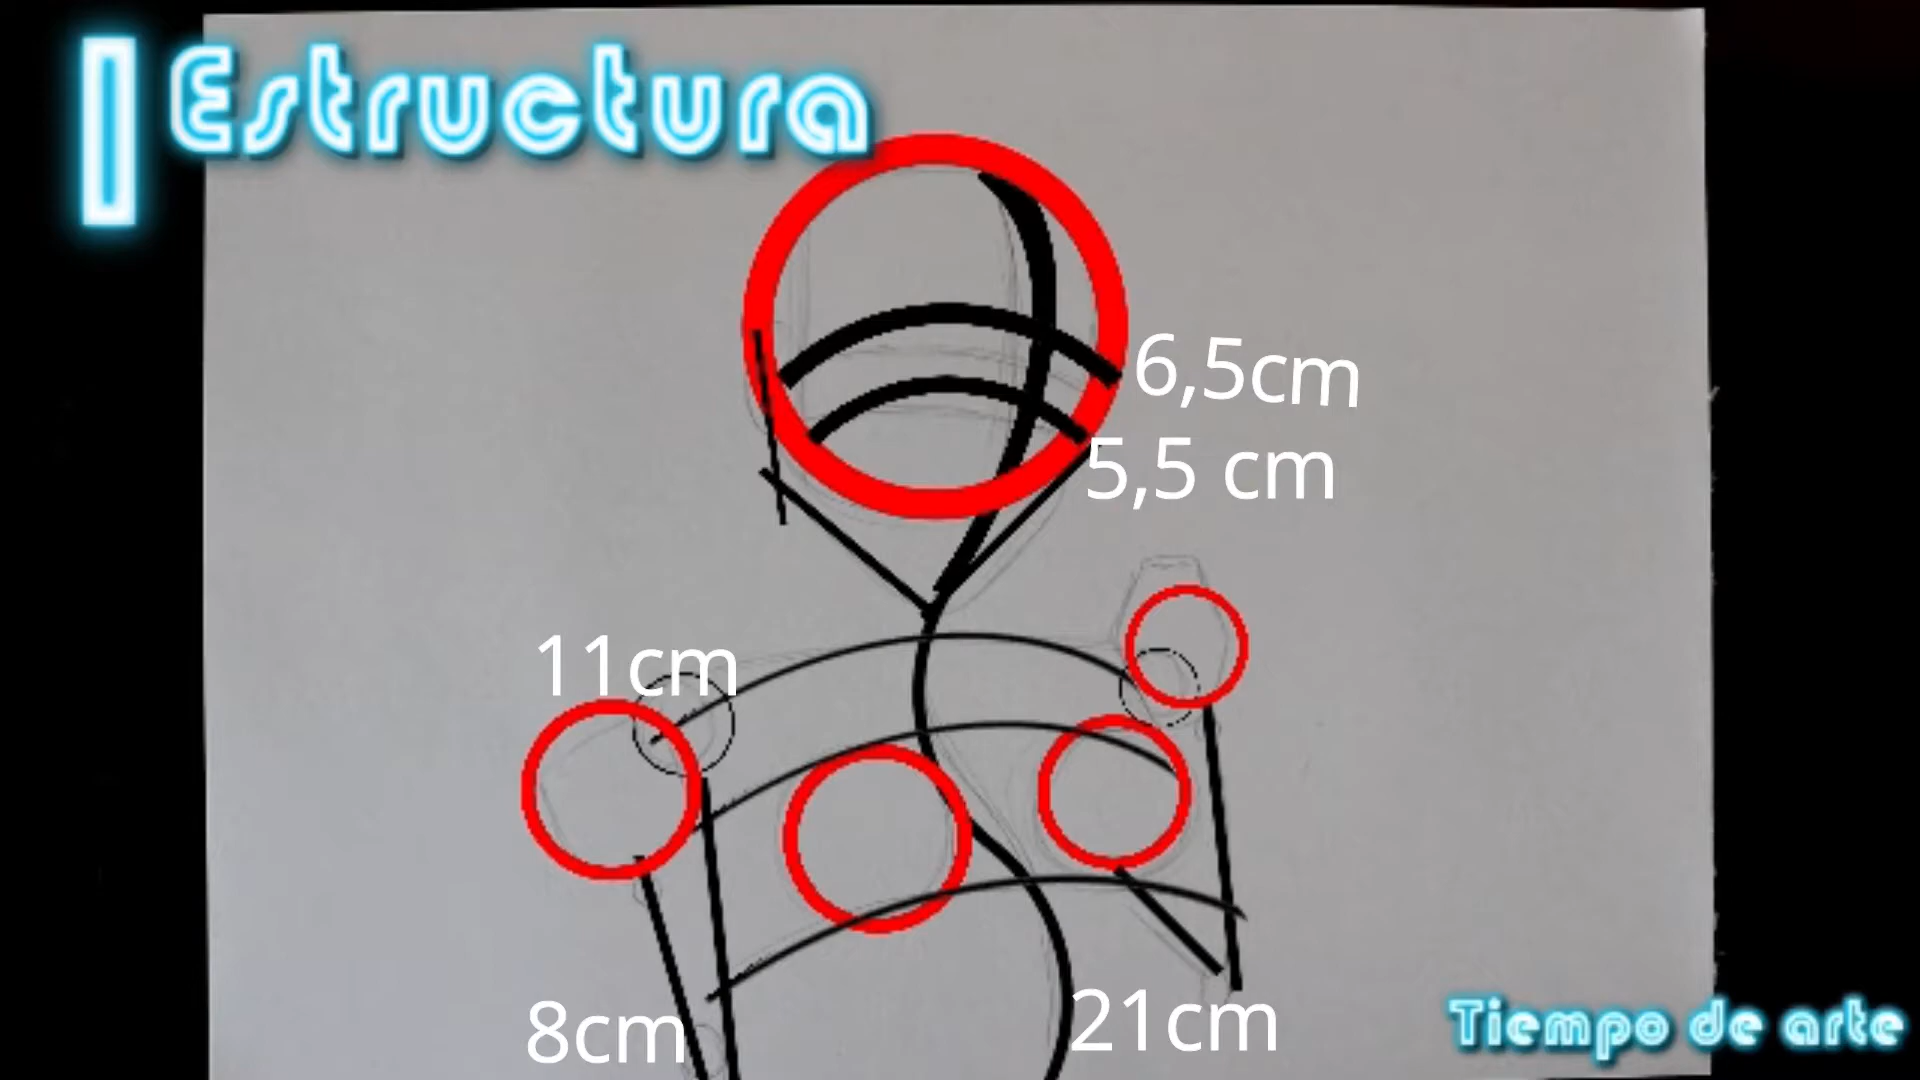 Estructura
6,5cm
5,5 cm
11cm
8cm
21cm
Tiempo de arte